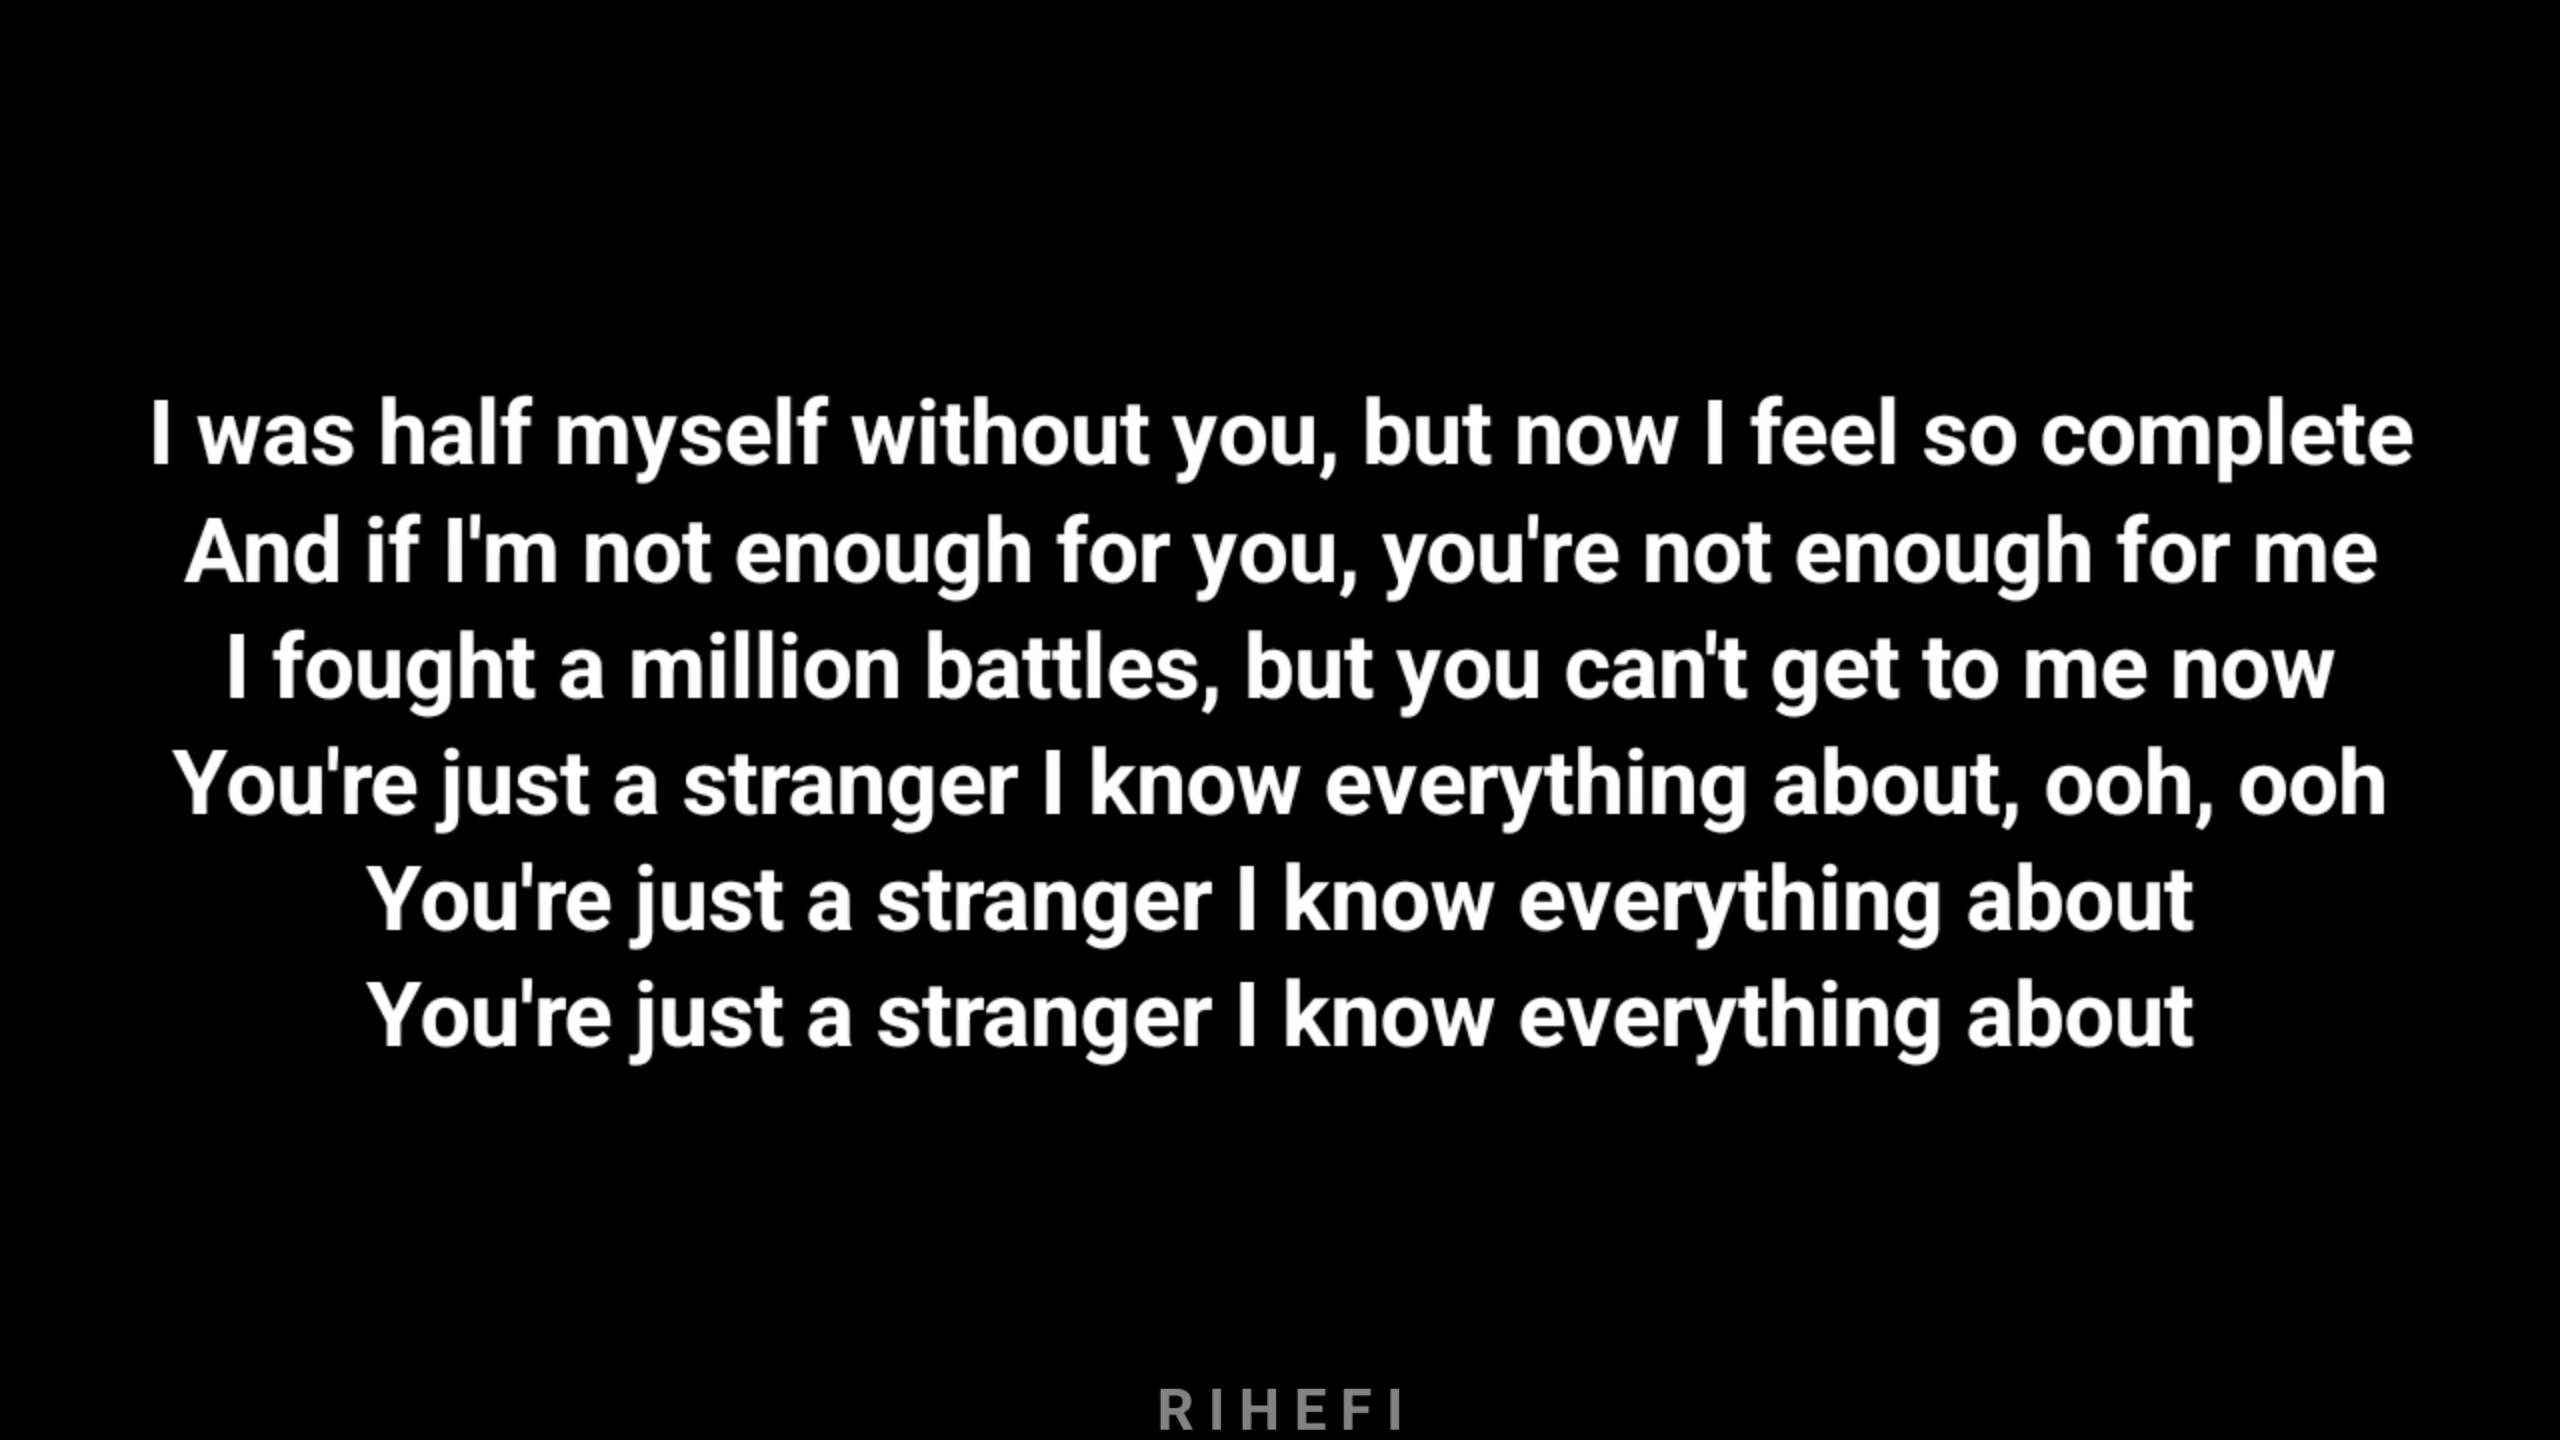 I was half myself without you, but now I feel so complete
And if I'm not enough for you, you're not enough for me
I fought a million battles, but you can't get to me now
You're just a stranger I know everything about, ooh, ooh
You're just a stranger I know everything about
You're just a stranger I know everything about
RIHEFI